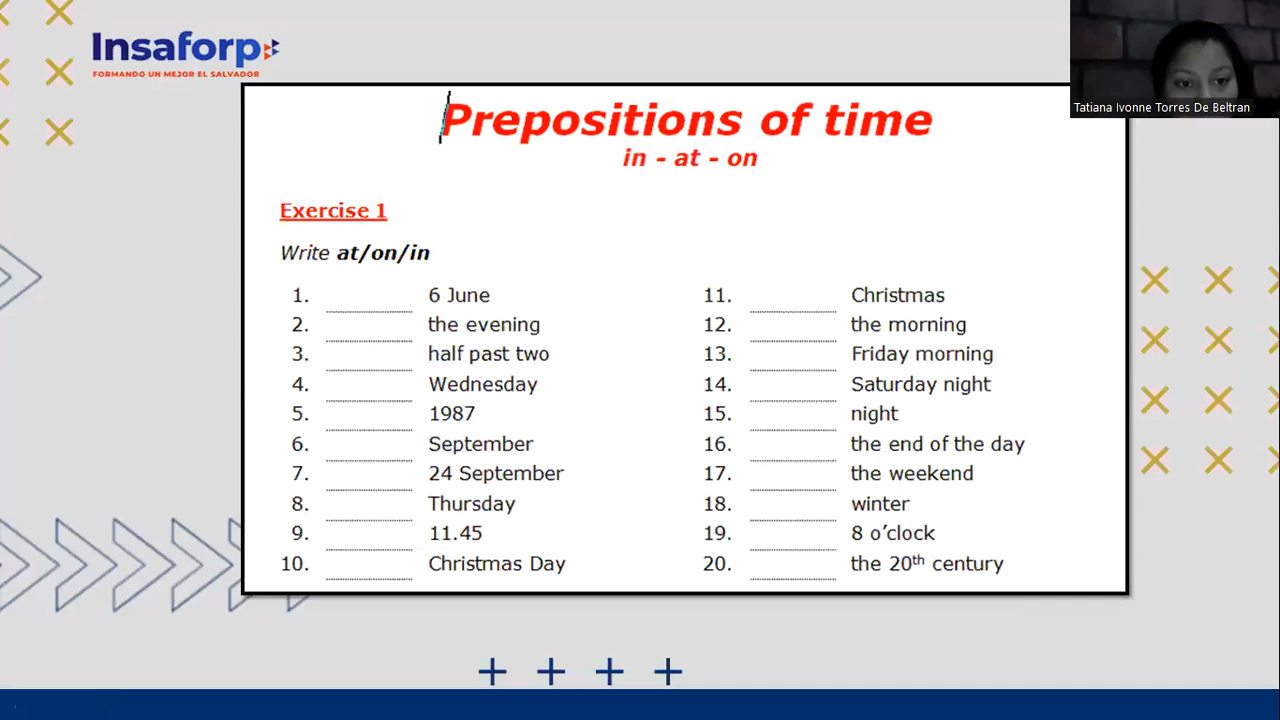 Insaforp
FORMANDO UN MEJOR EL SALVADOR
Tatiana Ivonne Torres De Beltran
Prepositions of time
in - at - on
Exercise 1
Write at/on/in
1. 6 June
2. the evening
3. half past two
4. Wednesday
5. 1987
6. September
7. 24 September
8. Thursday
9. 11.45
10. Christmas Day
11. Christmas
12. the morning
13. Friday morning
14. Saturday night
15. night
16. the end of the day
17. the weekend
18. winter
19. 8 o’clock
20. the 20th century